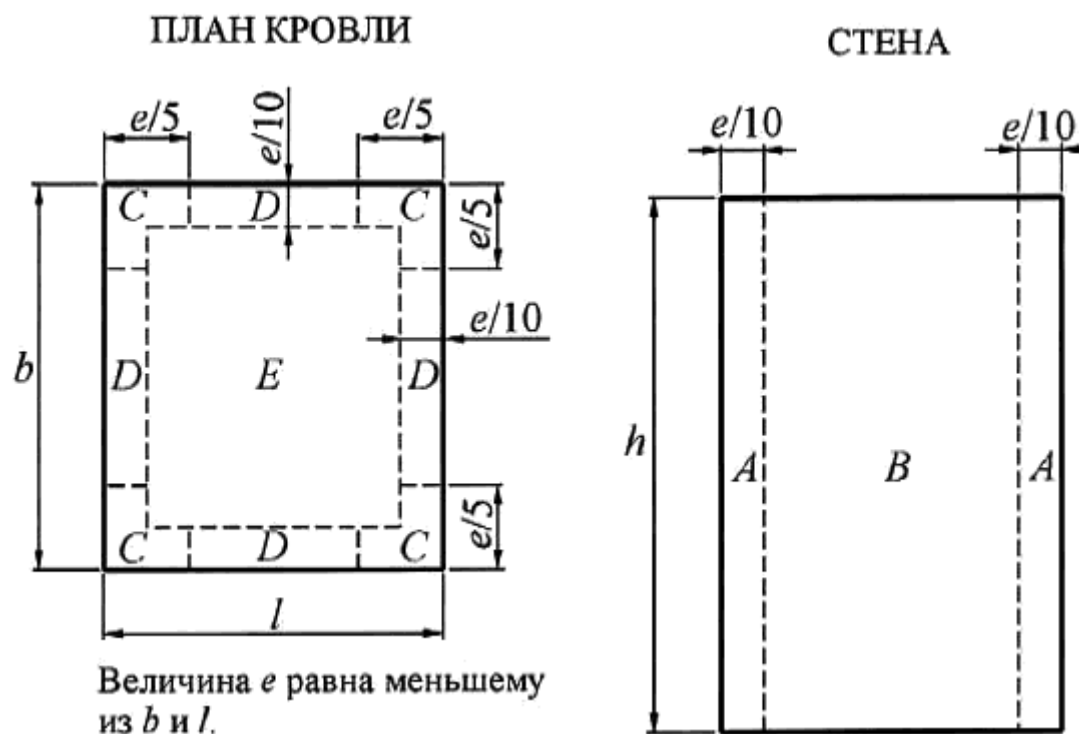 ПЛАН КРОВЛИ
e/5
e/10
e/5
C
D
C
e/5
b
D
E
D
e/10
C
D
C
e/5
l
Величина e равна меньшему
из b и l.
СТЕНА
e/10
e/10
h
A
B
A